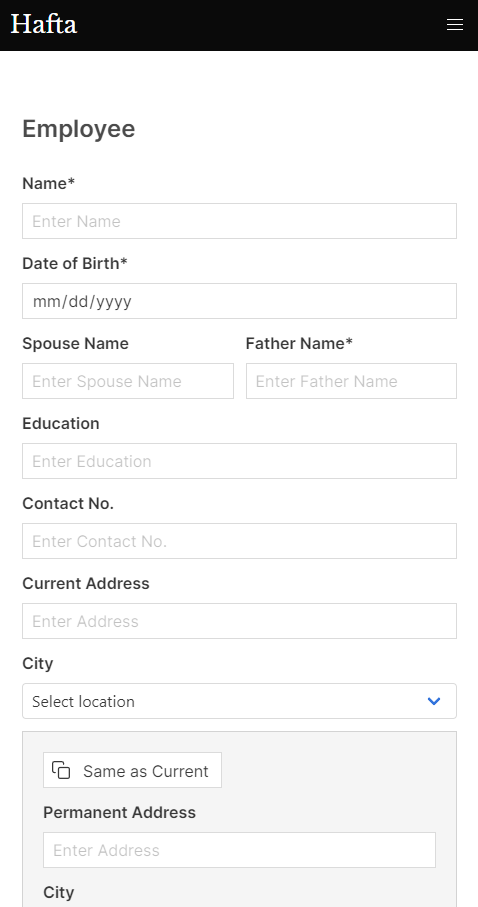 Hafta
Employee
Name*
Enter Name
Date of Birth*
mm/dd/yyyy
Spouse Name Father Name*
Enter Spouse Name Enter Father Name
Education
Enter Education
Contact No.
Enter Contact No.
Current Address
Enter Address
City
Select location
Same as Current
Permanent Address
Enter Address
City